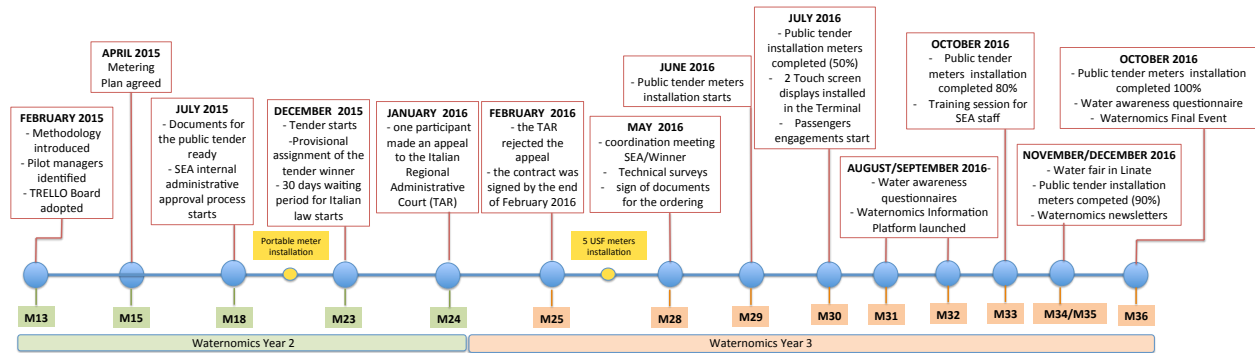 FEBRUARY 2015
- Methodology
introduced
- Pilot managers
identified
- TRELLO Board
adopted
APRIL 2015
Metering
Plan agreed
JULY 2015
- Documents for
the public tender
ready
- SEA internal
administrative
approval process
starts
DECEMBER 2015
- Tender starts
-Provisional
assignment of the
tender winner
- 30 days waiting
period for Italian
law starts
JANUARY 2016
- one participant
made an appeal to
the Italian
Regional
Administrative
Court (TAR)
FEBRUARY 2016
- the TAR
rejected the
appeal
- the contract was
signed by the end
of February 2016
MAY 2016
-coordination meeting
SEA/Winner
- Technical surveys
- sign of documents
for the ordering
JUNE 2016
- Public tender meters
installation starts
JULY 2016
- Public tender
installation meters
completed (50%)
- 2 Touch screen
displays installed
in the Terminal
- Passengers
engagements start
AUGUST/SEPTEMBER 2016-
- Water awareness
questionnaires
- Waternomics Information
Platform launched
OCTOBER 2016
- Public tender
meters installation
completed 80%
- Training session for
SEA staff
NOVEMBER/DECEMBER 2016
- Water fair in Linate
- Public tender installation
meters competed (90%)
- Waternomics newsletters
OCTOBER 2016
- Public tender meters installation
completed 100%
- Water awareness questionnaire
- Waternomics Final Event
Portable meter
installation
5 USF meters
installation
M13
M15
M18
M23
M24
M25
M28
M29
M30
M31
M32
M33
M34/M35
M36
Waternomics Year 2
Waternomics Year 3